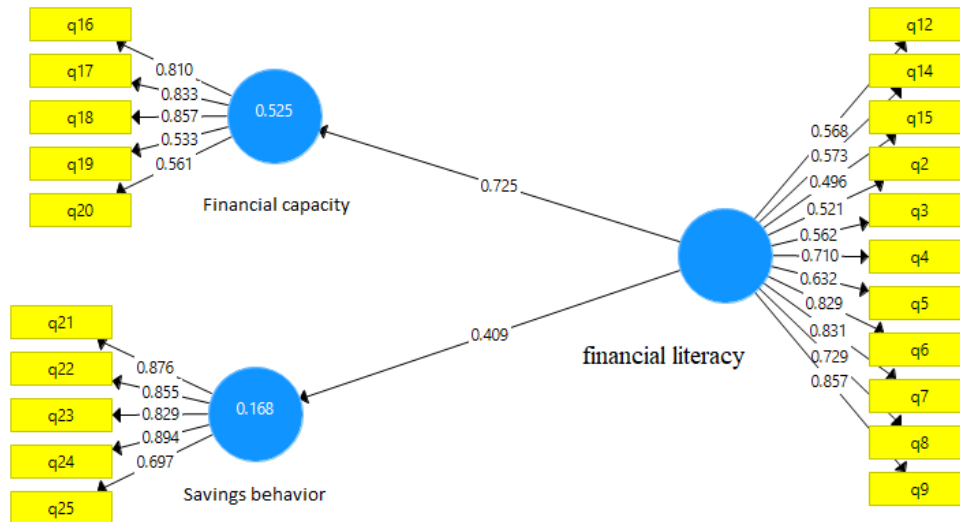 q16
q17
q18
q19
q20
0.810
0.833
0.857
0.533
0.561
0.525
Financial capacity
0.725
q21
q22
q23
q24
q25
0.876
0.855
0.829
0.894
0.697
0.168
Savings behavior
0.409
financial literacy
0.568
0.573
0.496
0.521
0.562
0.710
0.632
0.829
0.831
0.729
0.857
q12
q14
q15
q2
q3
q4
q5
q6
q7
q8
q9